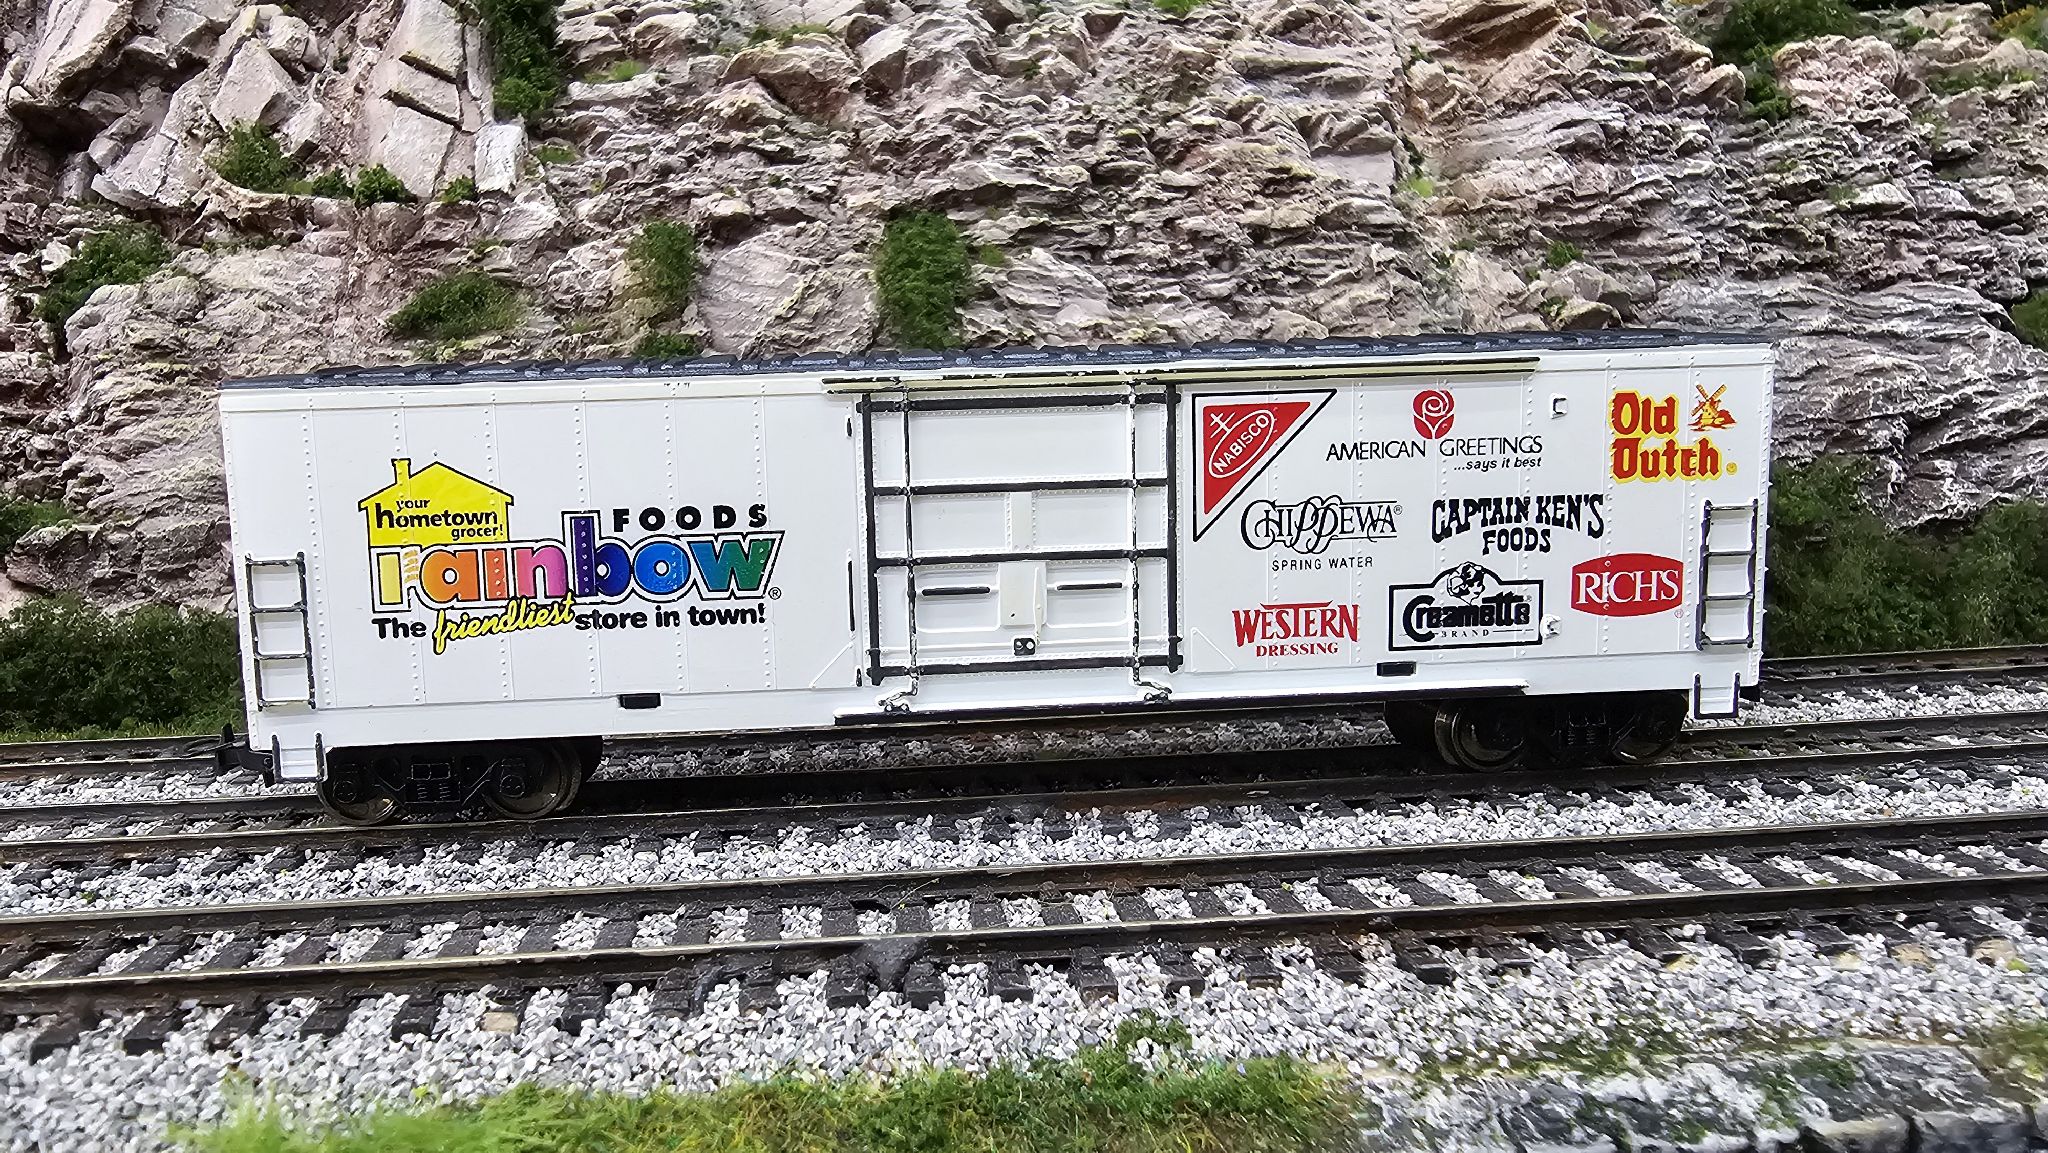 your
hometown
grocer!
FOODS
rainbow®
The friendliest store in town!
NABISCO
AMERICAN GREETINGS
...says it best
Old
Dutch®
CHIPPEWA®
SPRING WATER
CAPTAIN KEN'S
FOODS
WESTERN
DRESSING
Creamette®
BRAND
RICH'S®